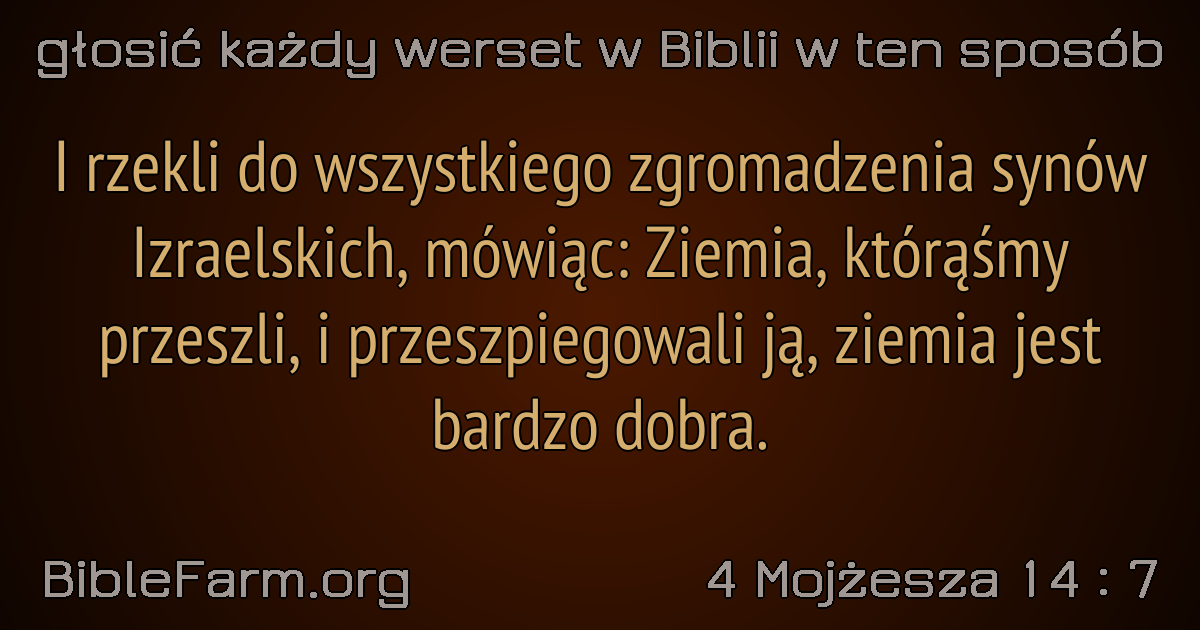 głosić każdy werset w Biblii w ten sposób
I rzekli do wszystkiego zgromadzenia synów
Izraelskich, mówiąc: Ziemia, którąśmy
przeszli, i przeszpiegowali ją, ziemia jest
bardzo dobra.
BibleFarm.org
4 Mojżesza 14 : 7